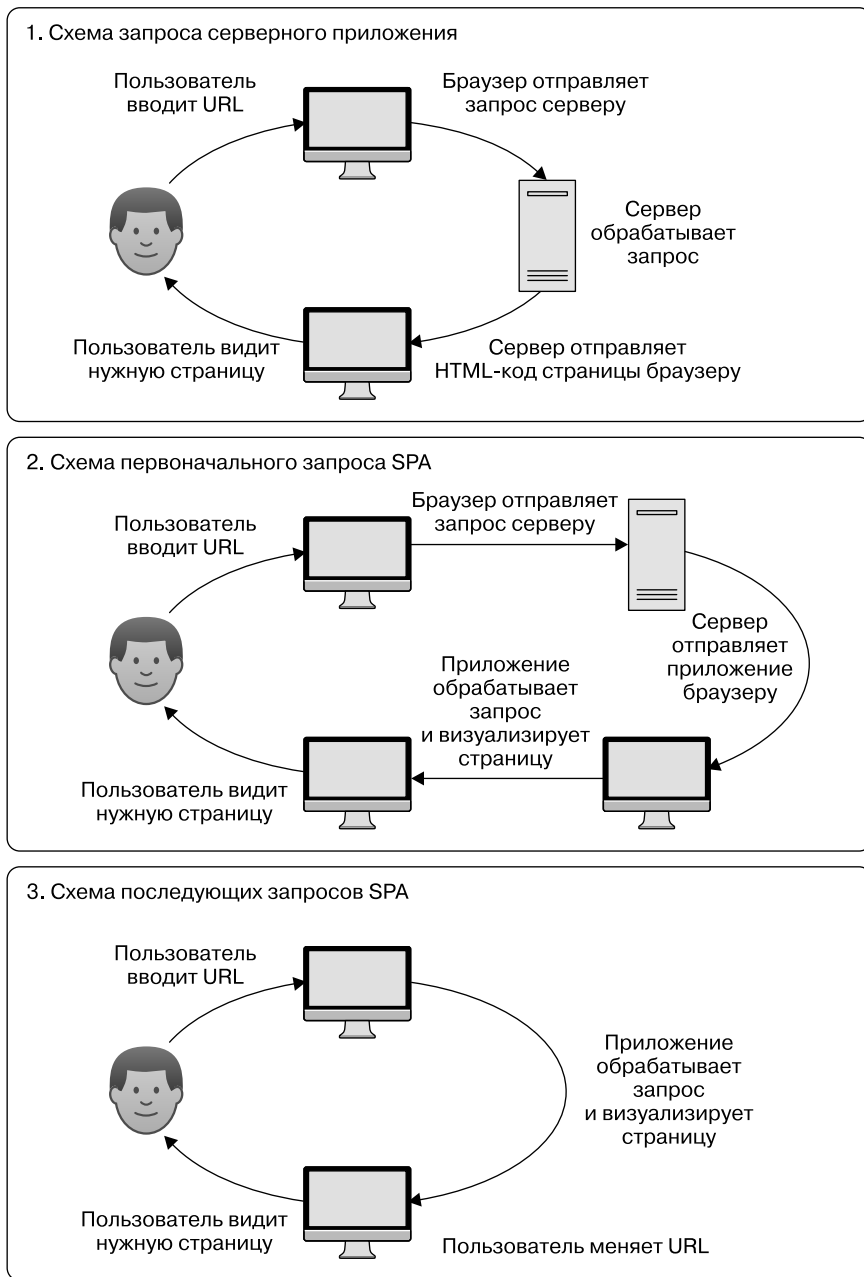 1. Схема запроса серверного приложения
Пользователь
вводит URL
Браузер отправляет
запрос серверу
Сервер
обрабатывает
запрос
Пользователь видит
нужную страницу
Сервер отправляет
HTML-код страницы браузеру
2. Схема первоначального запроса SPA
Пользователь
вводит URL
Браузер отправляет
запрос серверу
Сервер
отправляет
приложение
браузеру
Приложение
обрабатывает
запрос
и визуализирует
страницу
Пользователь видит
нужную страницу
3. Схема последующих запросов SPA
Пользователь
вводит URL
Приложение
обрабатывает
запрос
и визуализирует
страницу
Пользователь видит
нужную страницу
Пользователь меняет URL